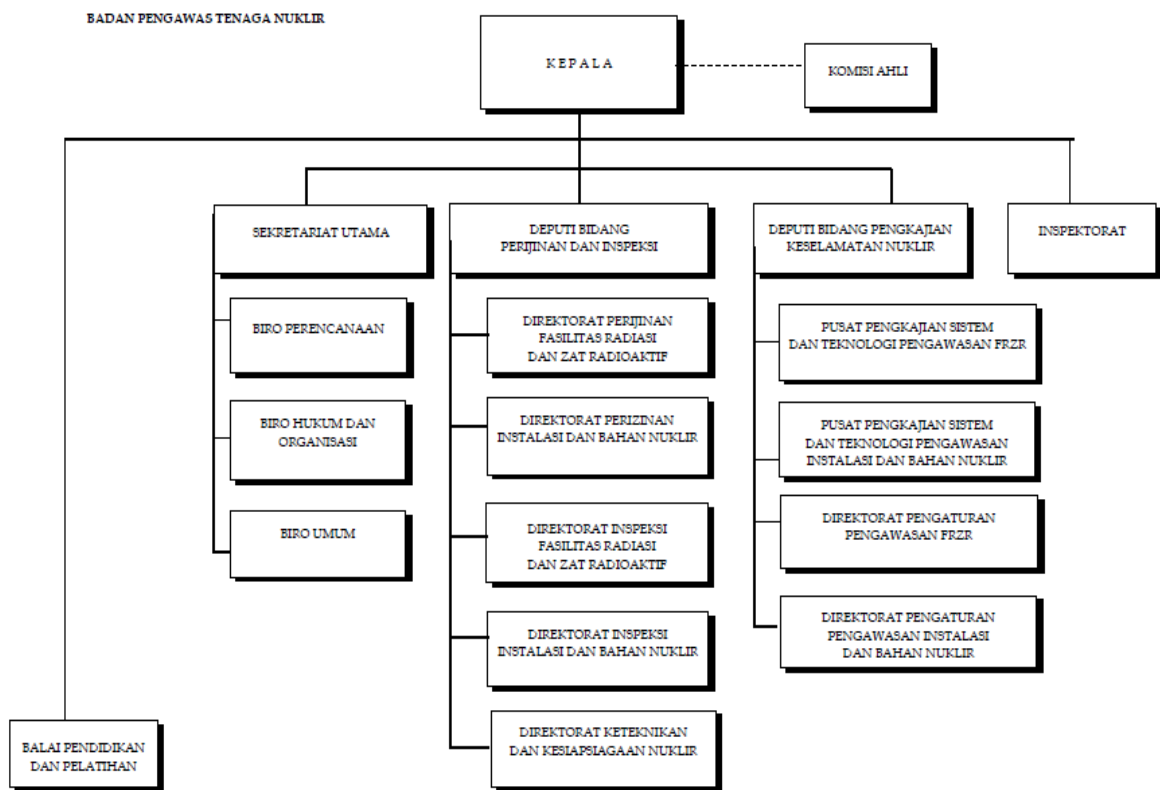 BADAN PENGAWAS TENAGA NUKLIR
K E P A L A
KOMISI AHLI
SEKRETARIAT UTAMA
DEPUTI BIDANG
PERIJINAN DAN INSPEKSI
DEPUTI BIDANG PENGKAJIAN
KESELAMATAN NUKLIR
INSPEKTORAT
BIRO PERENCANAAN
BIRO HUKUM DAN
ORGANISASI
BIRO UMUM
DIREKTORAT PERIJINAN
FASILITAS RADIASI
DAN ZAT RADIOAKTIF
DIREKTORAT PERIZINAN
INSTALASI DAN BAHAN NUKLIR
DIREKTORAT INSPEKSI
FASILITAS RADIASI
DAN ZAT RADIOAKTIF
DIREKTORAT INSPEKSI
INSTALASI DAN BAHAN NUKLIR
DIREKTORAT KETEKNIKAN
DAN KESIAPSIAGAAN NUKLIR
PUSAT PENGKAJIAN SISTEM
DAN TEKNOLOGI PENGAWASAN FRZR
PUSAT PENGKAJIAN SISTEM
DAN TEKNOLOGI PENGAWASAN
INSTALASI DAN BAHAN NUKLIR
DIREKTORAT PENGATURAN
PENGAWASAN FRZR
DIREKTORAT PENGATURAN
PENGAWASAN INSTALASI
DAN BAHAN NUKLIR
BALAI PENDIDIKAN
DAN PELATIHAN